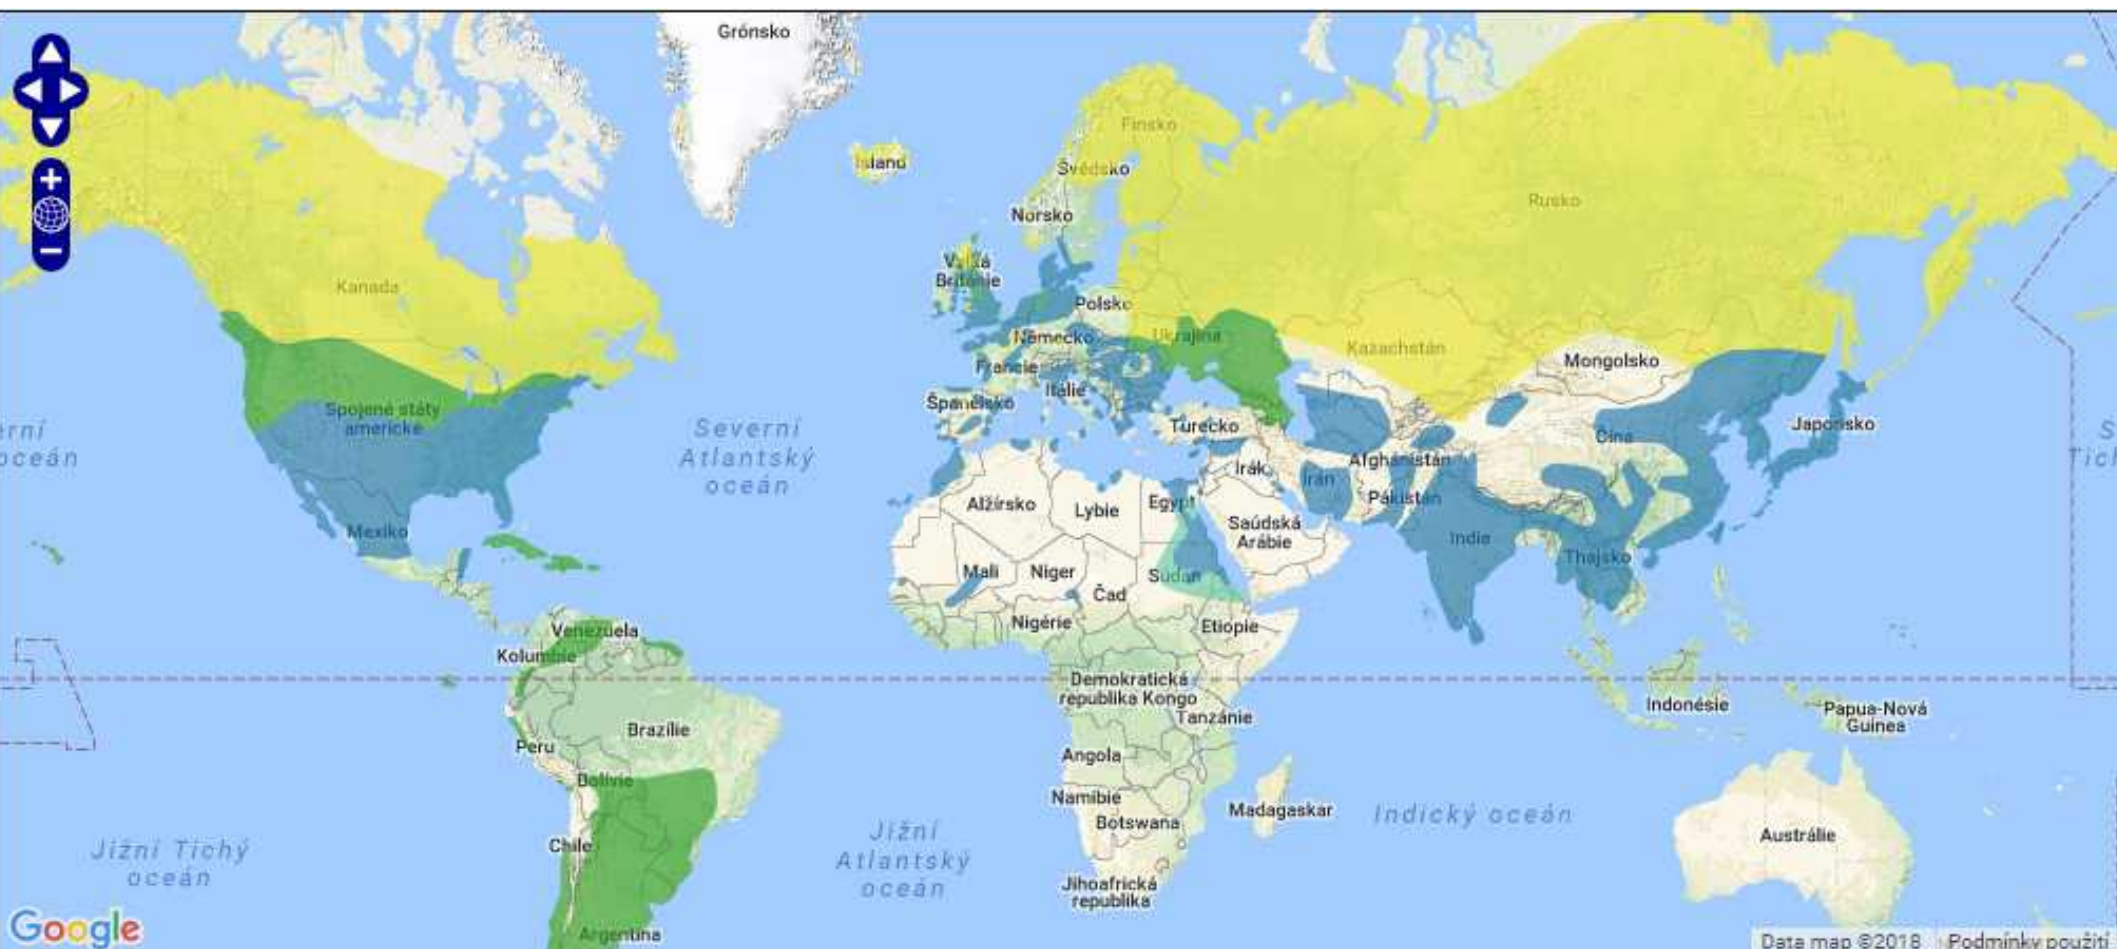 Grónsko
Finsko
Island
Švédsko
Rusko
Norsko
Velká
Británie
Kanada
Polsko
Německo
Ukrajina
Kazachstán
Mongolsko
Francie
Itálie
Španělsko
Spojené státy
americké
Severní
Atlantský
oceán
erní
oceán
Turecko
Japonsko
Čína
Irák
Afghánistán
Írán
Pákistán
S
Tich
Alžírsko
Lybie
Egypt
Saúdská
Arábie
Mexiko
Indie
Thajsko
Mali
Niger
Čad
Súdán
Nigérie
Etiopie
Venezuela
Kolumbie
Demokratická
republika Kongo
Tanzánie
Indonésie
Papua-Nová
Guinea
Brazílie
Peru
Angola
Bolívie
Namibie
Botswana
Madagaskar
Indický oceán
Austrálie
Chile
Jižní Tichý
oceán
Jižní
Atlantský
oceán
Jihoafrická
republika
Argentina
Google
Data map ©2018
Podmínky použití